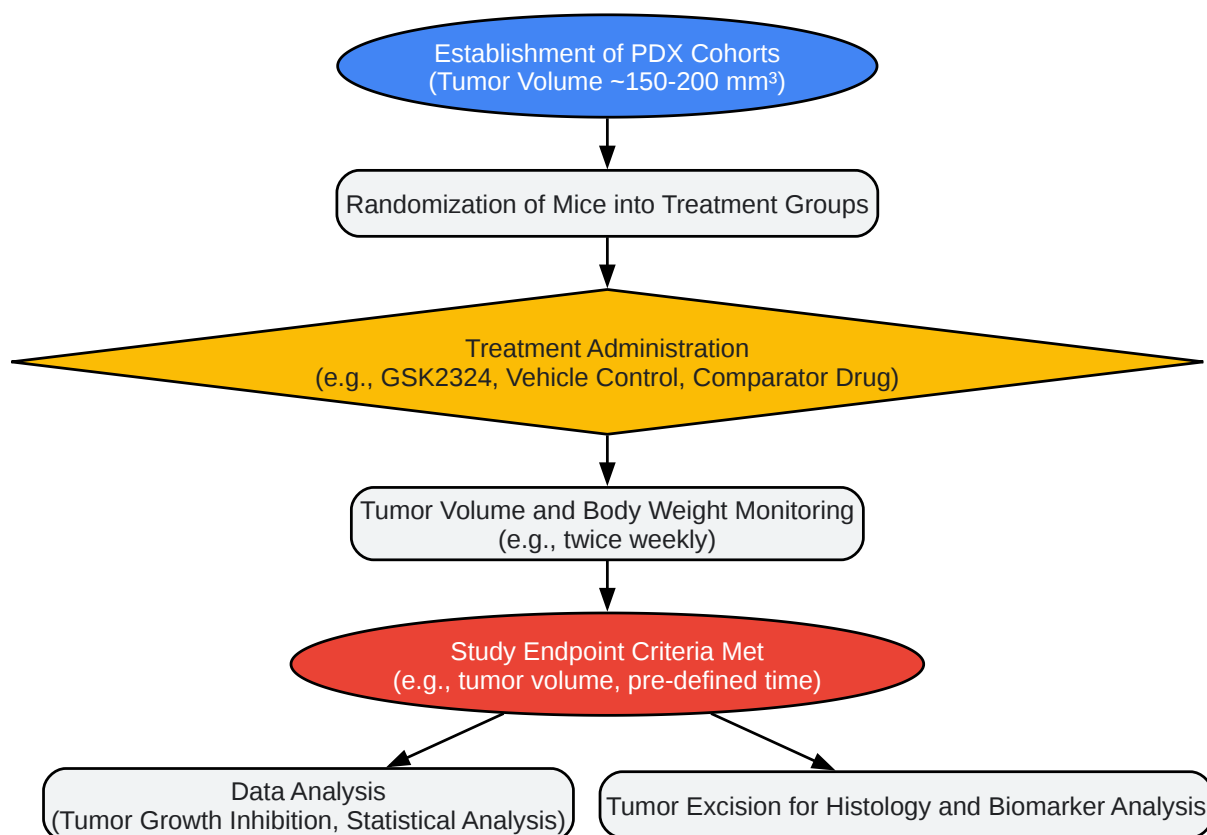 Establishment of PDX Cohorts
(Tumor Volume ~150-200 mm³)
Randomization of Mice into Treatment Groups
Treatment Administration
(e.g., GSK2324, Vehicle Control, Comparator Drug)
Tumor Volume and Body Weight Monitoring
(e.g., twice weekly)
Study Endpoint Criteria Met
(e.g., tumor volume, pre-defined time)
Data Analysis
(Tumor Growth Inhibition, Statistical Analysis)
Tumor Excision for Histology and Biomarker Analysis